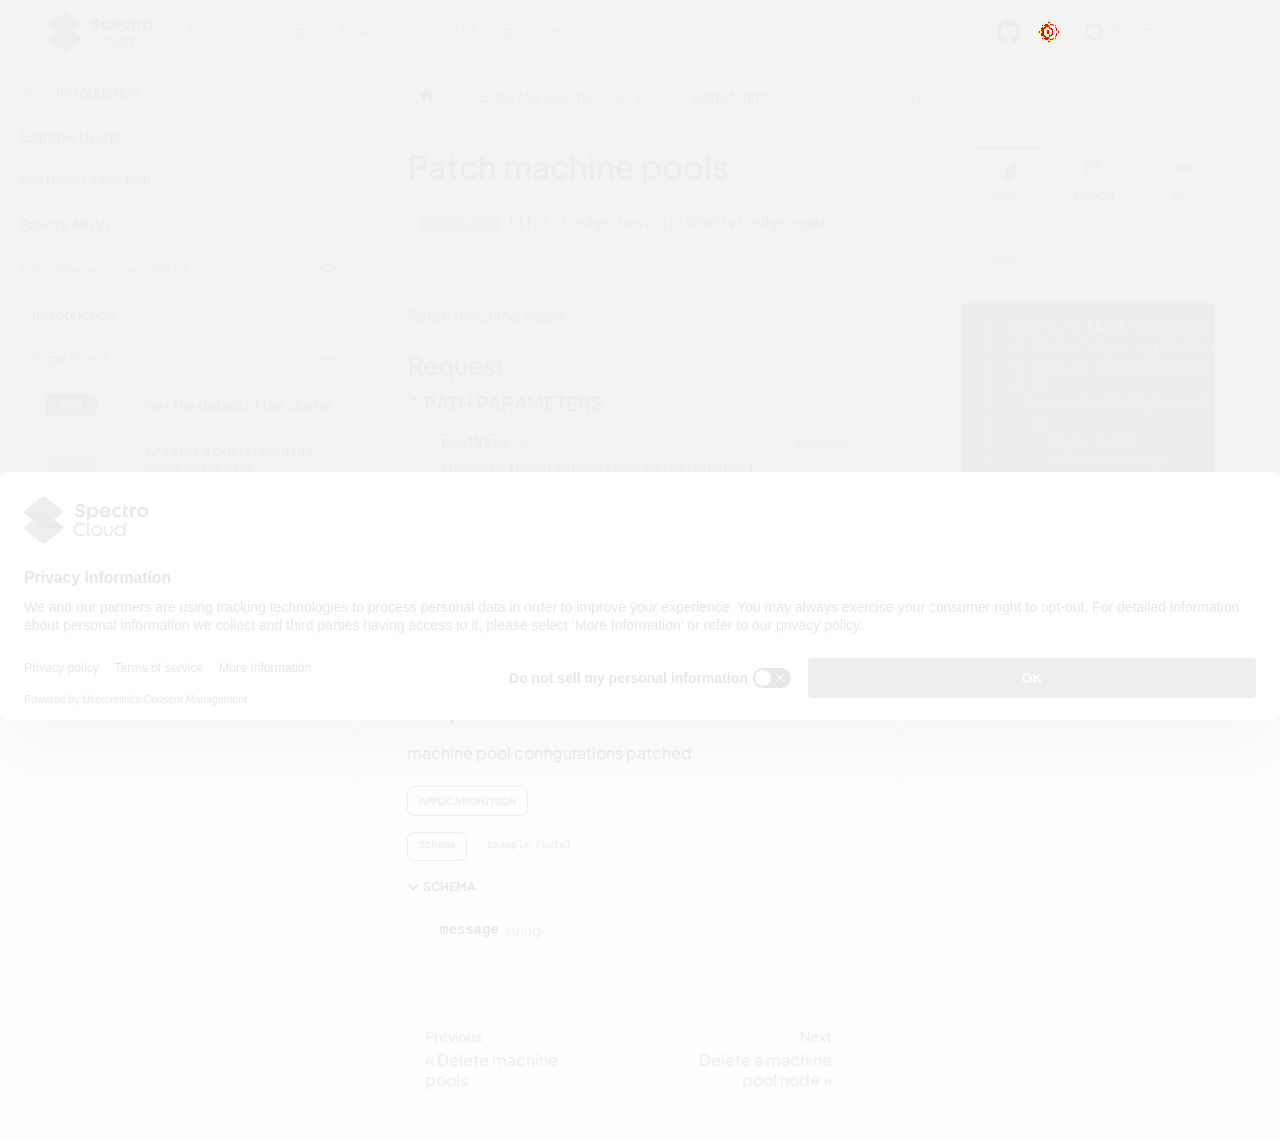 Spectro
Cloud
Docs
Tutorials
Downloads
API
latest
Search
Introduction
Example Usage
Postman Collection
Palette API V1
Edge Management API V1
Introduction
Edge Mgmt
GET
Get the details of the cluster.
Creates a cluster with the
provided cluster
Edge Management API V1
Edge Mgmt
Patch machine pools
Patch machine pools
https://edge-host-ip:5080/v1/edge-mgmt/c
Patch machine pools
Request
PATH PARAMETERS
poolName string
REQUIRED
Name of the machine pool to be patched
CURL
PYTHON
GO
CURL
Spectro
Cloud
Privacy Information
We and our partners are using tracking technologies to process personal data in order to improve your experience. You may always exercise your consumer right to opt-out. For detailed information
about personal information we collect and third parties having access to it, please select 'More Information' or refer to our privacy policy.
Privacy policy
Terms of service
More Information
Do not sell my personal information
OK
Powered by Usercentrics Consent Management
machine pool configurations patched
APPLICATION/JSON
Schema
Example (auto)
SCHEMA
message string
Previous
« Delete machine
pools
Next
Delete a machine
pool node »